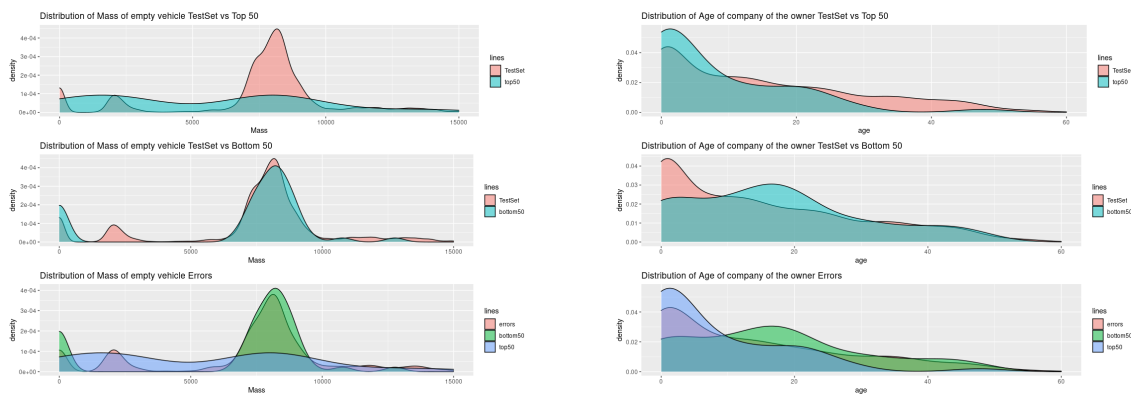 Distribution of Mass of empty vehicle TestSet vs Top 50
density
4e-04
3e-04
2e-04
1e-04
0e+00
0
5000
10000
15000
Mass
lines
TestSet
top50
Distribution of Age of company of the owner TestSet vs Top 50
density
0.04
0.02
0.00
0
20
40
60
age
lines
TestSe
top50
Distribution of Mass of empty vehicle TestSet vs Bottom 50
density
4e-04
3e-04
2e-04
1e-04
0e+00
0
5000
10000
15000
Mass
lines
TestSet
bottom50
Distribution of Age of company of the owner TestSet vs Bottom 50
density
0.04
0.03
0.02
0.01
0.00
0
20
40
60
age
lines
TestSet
bottom50
Distribution of Mass of empty vehicle Errors
density
4e-04
3e-04
2e-04
1e-04
0e+00
0
5000
10000
15000
Mass
lines
errors
bottom50
top50
Distribution of Age of company of the owner Errors
density
0.04
0.02
0.00
0
20
40
60
age
lines
errors
bottom50
top50